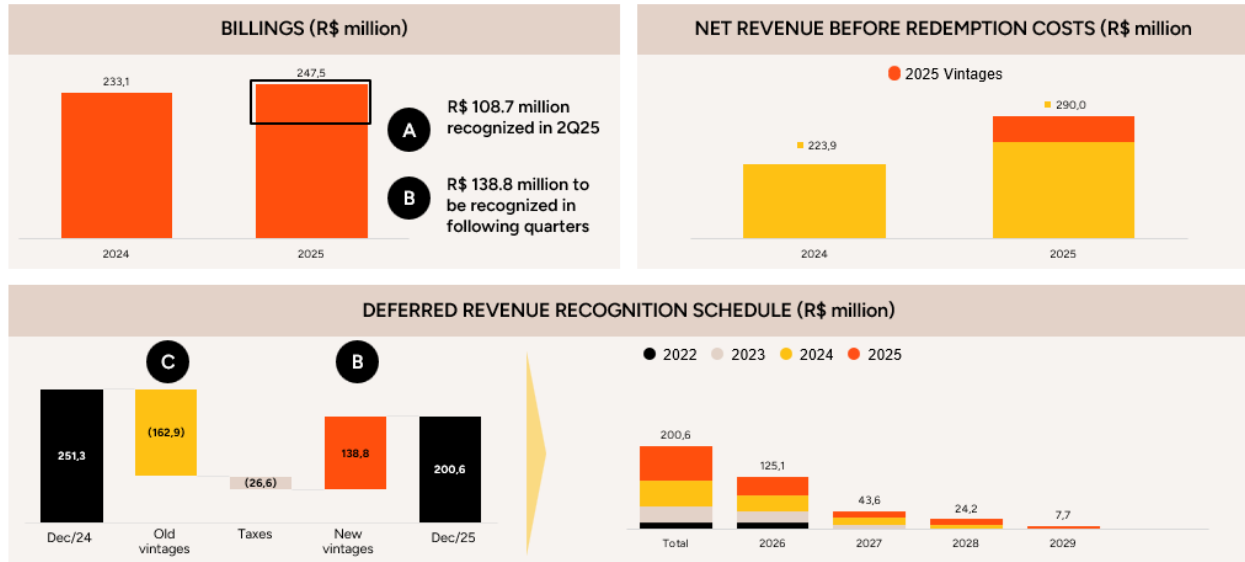 BILLINGS (R$ million)
233,1
247,5
2024
2025
A
R$ 108.7 million
recognized in 2Q25
B
R$ 138.8 million to
be recognized in
following quarters
NET REVENUE BEFORE REDEMPTION COSTS (R$ million
2025 Vintages
223,9
290,0
2024
2025
DEFERRED REVENUE RECOGNITION SCHEDULE (R$ million)
C
B
251,3
(162,9)
(26,6)
138,8
200,6
Dec/24
Old
vintages
Taxes
New
vintages
Dec/25
2022
2023
2024
2025
200,6
125,1
43,6
24,2
7,7
Total
2026
2027
2028
2029